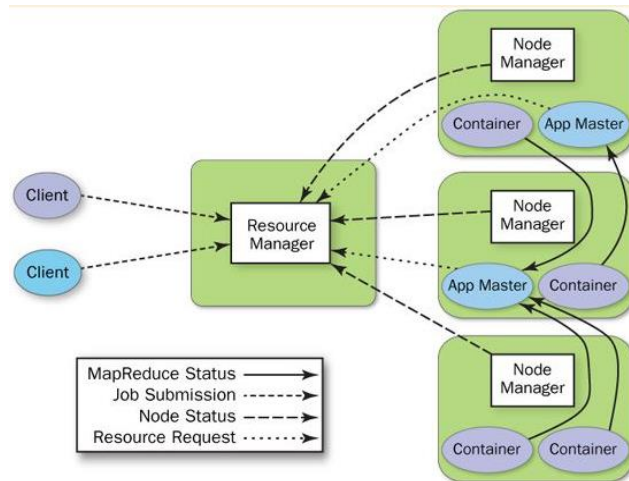 Node
Manager
Container
App Master
Client
Client
Resource
Manager
Node
Manager
App Master
Container
Node
Manager
Container
Container
MapReduce Status
Job Submission
Node Status
Resource Request